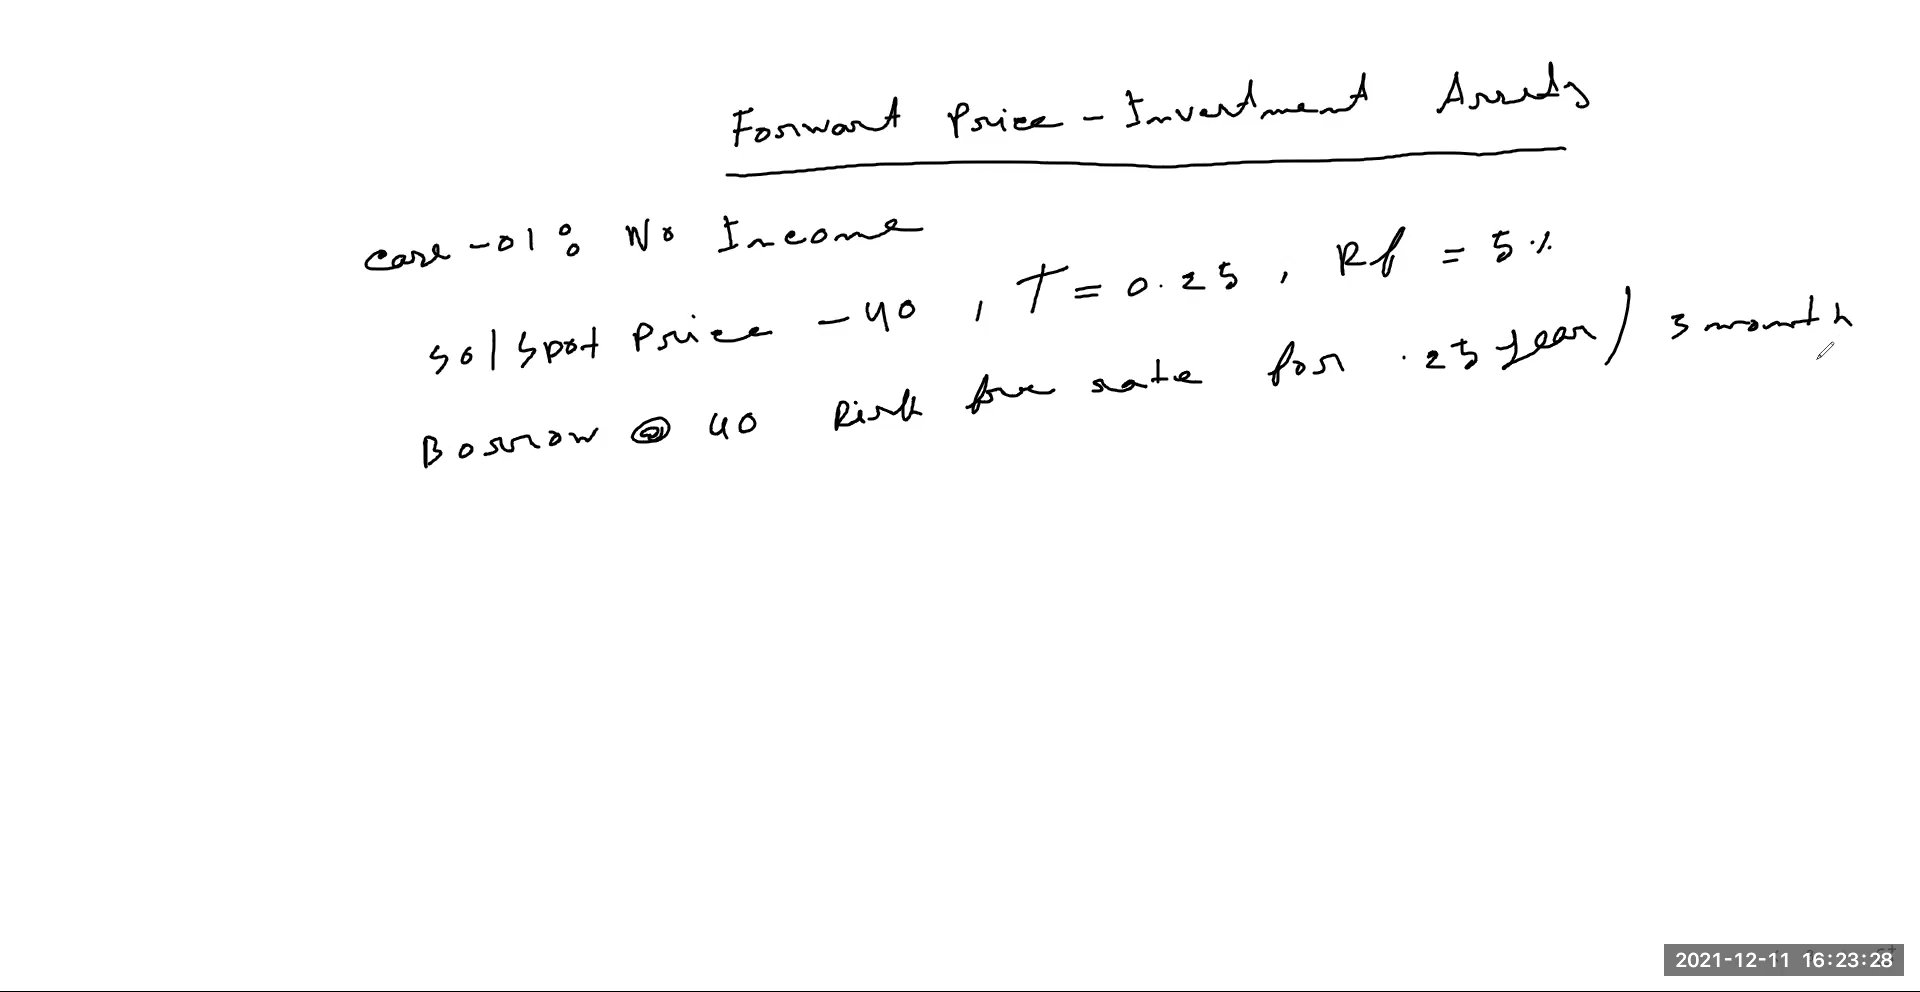 Forward Price - Investment Assets
Case - 01 : No Income
So / Spot Price - 40 , T = 0.25 , Rf = 5 %
Borrow @ 40 Risk free rate for .25 year / 3 month
2021-12-11 16:23:28